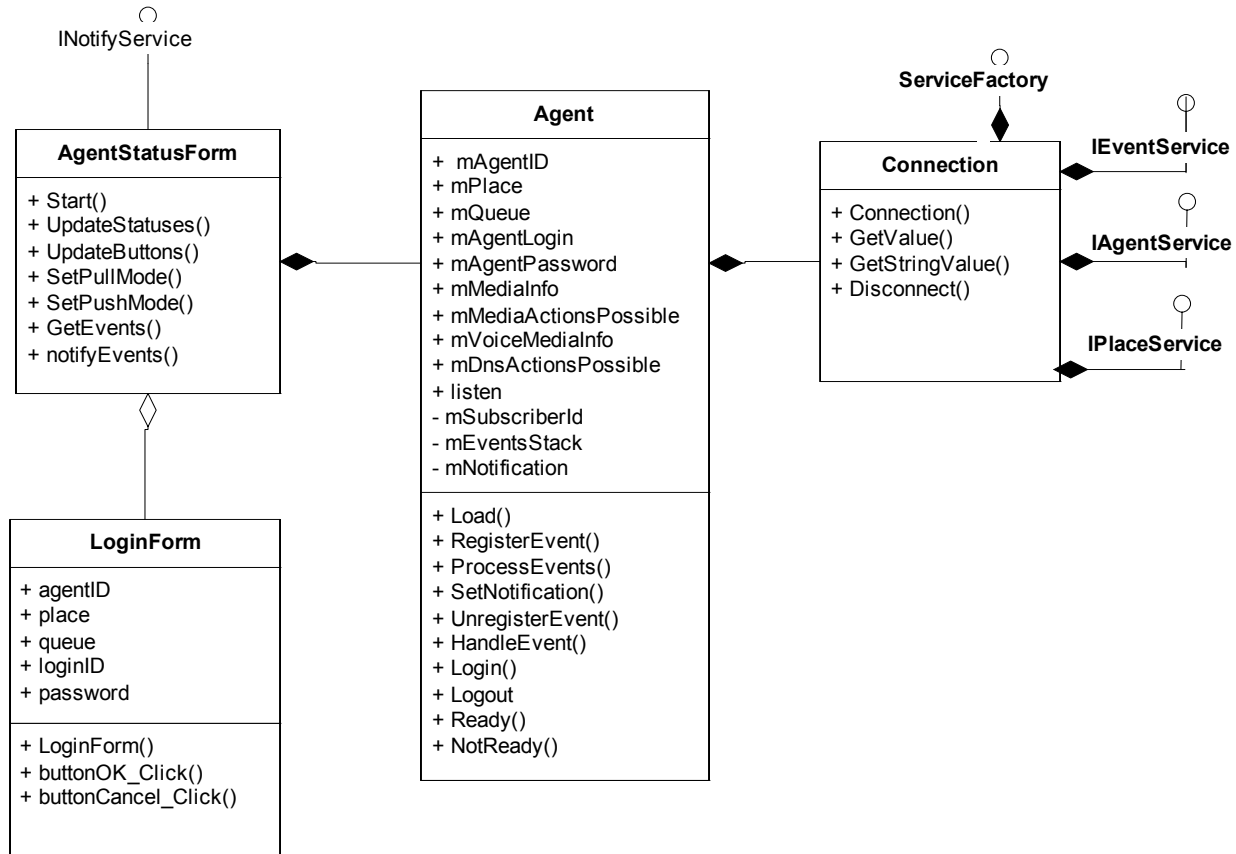 INotifyService
AgentStatusForm
+ Start()
+ UpdateStatuses()
+ UpdateButtons()
+ SetPullMode()
+ SetPushMode()
+ GetEvents()
+ notifyEvents()
LoginForm
+ agentID
+ place
+ queue
+ loginID
+ password
+ LoginForm()
+ buttonOK_Click()
+ buttonCancel_Click()
Agent
+ mAgentID
+ mPlace
+ mQueue
+ mAgentLogin
+ mAgentPassword
+ mMediaInfo
+ mMediaActionsPossible
+ mVoiceMediaInfo
+ mDnsActionsPossible
+ listen
- mSubscriberId
- mEventsStack
- mNotification
+ Load()
+ RegisterEvent()
+ ProcessEvents()
+ SetNotification()
+ UnregisterEvent()
+ HandleEvent()
+ Login()
+ Logout
+ Ready()
+ NotReady()
ServiceFactory
Connection
+ Connection()
+ GetValue()
+ GetStringValue()
+ Disconnect()
IEventService
IAgentService
IPlaceService